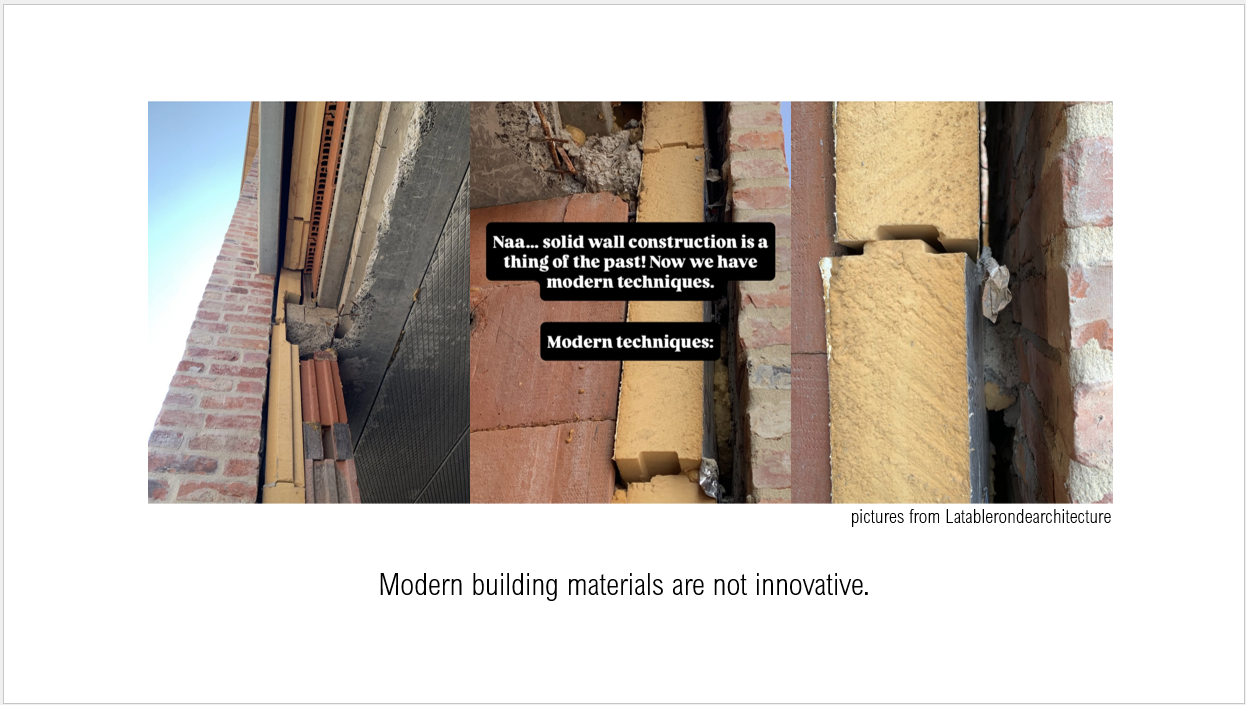 Naa... solid wall construction is a
thing of the past! Now we have
modern techniques.
Modern techniques:
pictures from Latablerondearchitecture
Modern building materials are not innovative.